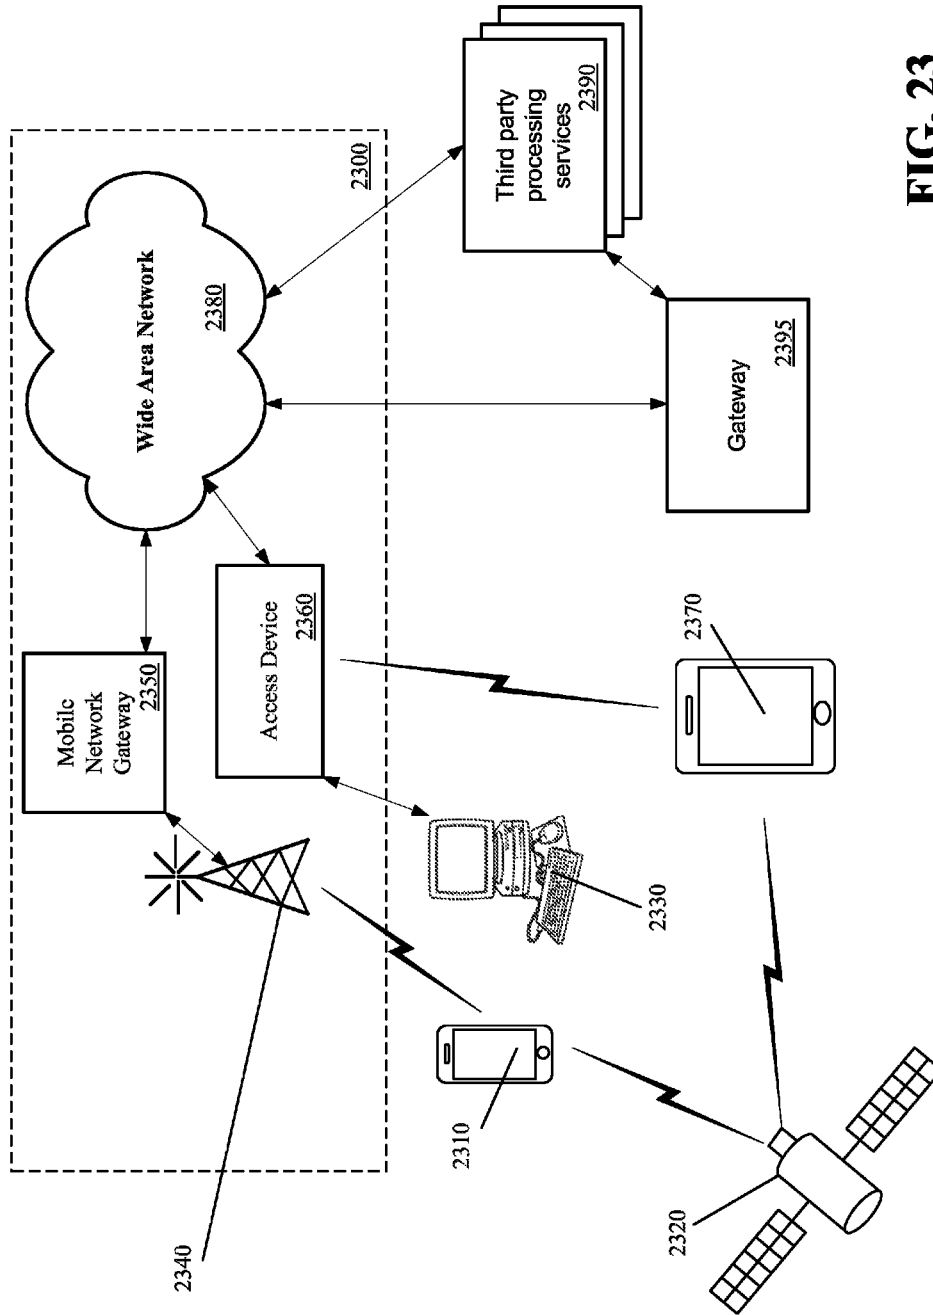 2340
Mobile
Network
Gateway
2350
Wide Area Network
2380
Access Device
2360
2300
2310
2330
Third party
processing
services
2390
2320
2370
Gateway
2395
FIG. 23